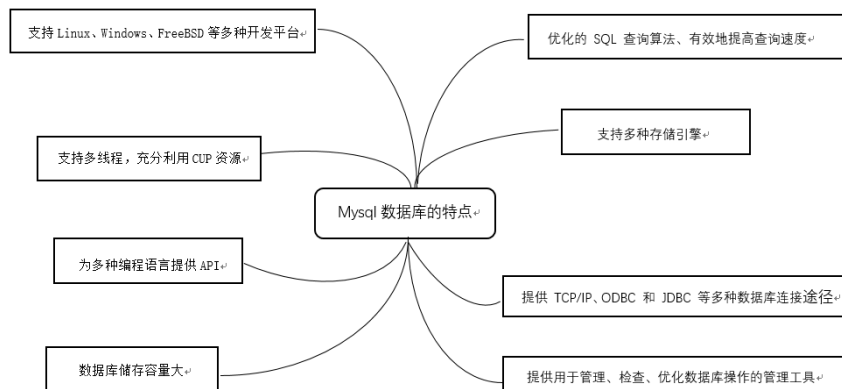 支持 Linux、Windows、FreeBSD 等多种开发平台
优化的 SQL 查询算法、有效地提高查询速度
支持多种存储引擎
支持多线程，充分利用 CUP 资源
Mysql 数据库的特点
为多种编程语言提供 API
提供 TCP/IP、ODBC 和 JDBC 等多种数据库连接途径
数据库储存容量大
提供用于管理、检查、优化数据库操作的管理工具